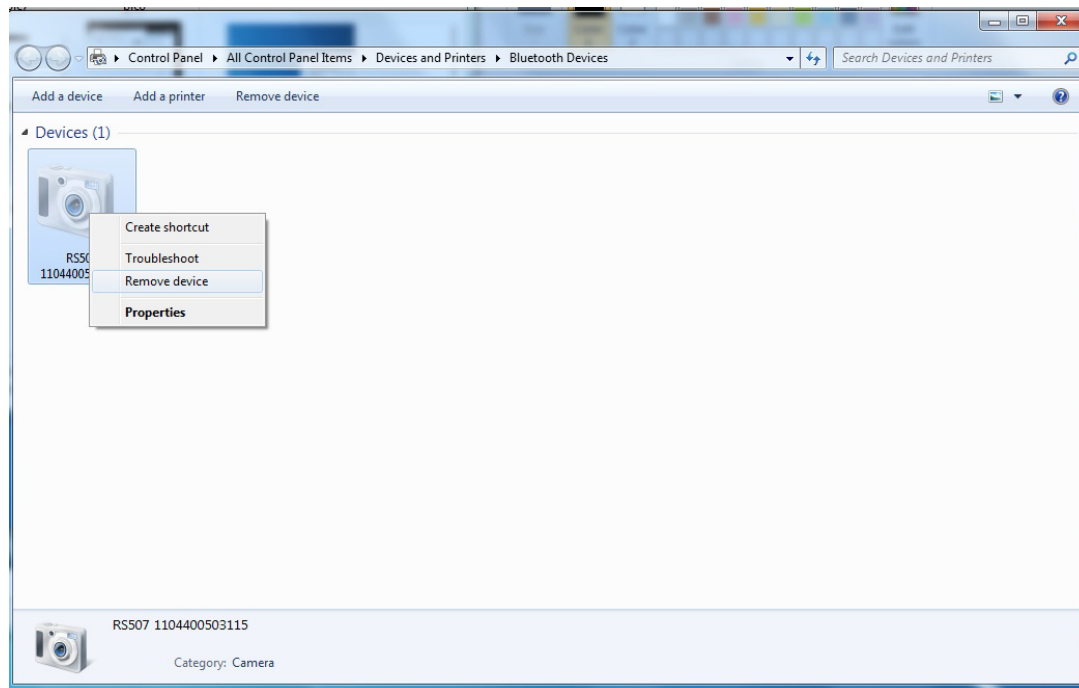 Control Panel ▸ All Control Panel Items ▸ Devices and Printers ▸ Bluetooth Devices
Search Devices and Printers
Add a device Add a printer Remove device
Devices (1)
Create shortcut
RS50 Troubleshoot
11044005 Remove device
Properties
RS507 1104400503115
Category: Camera